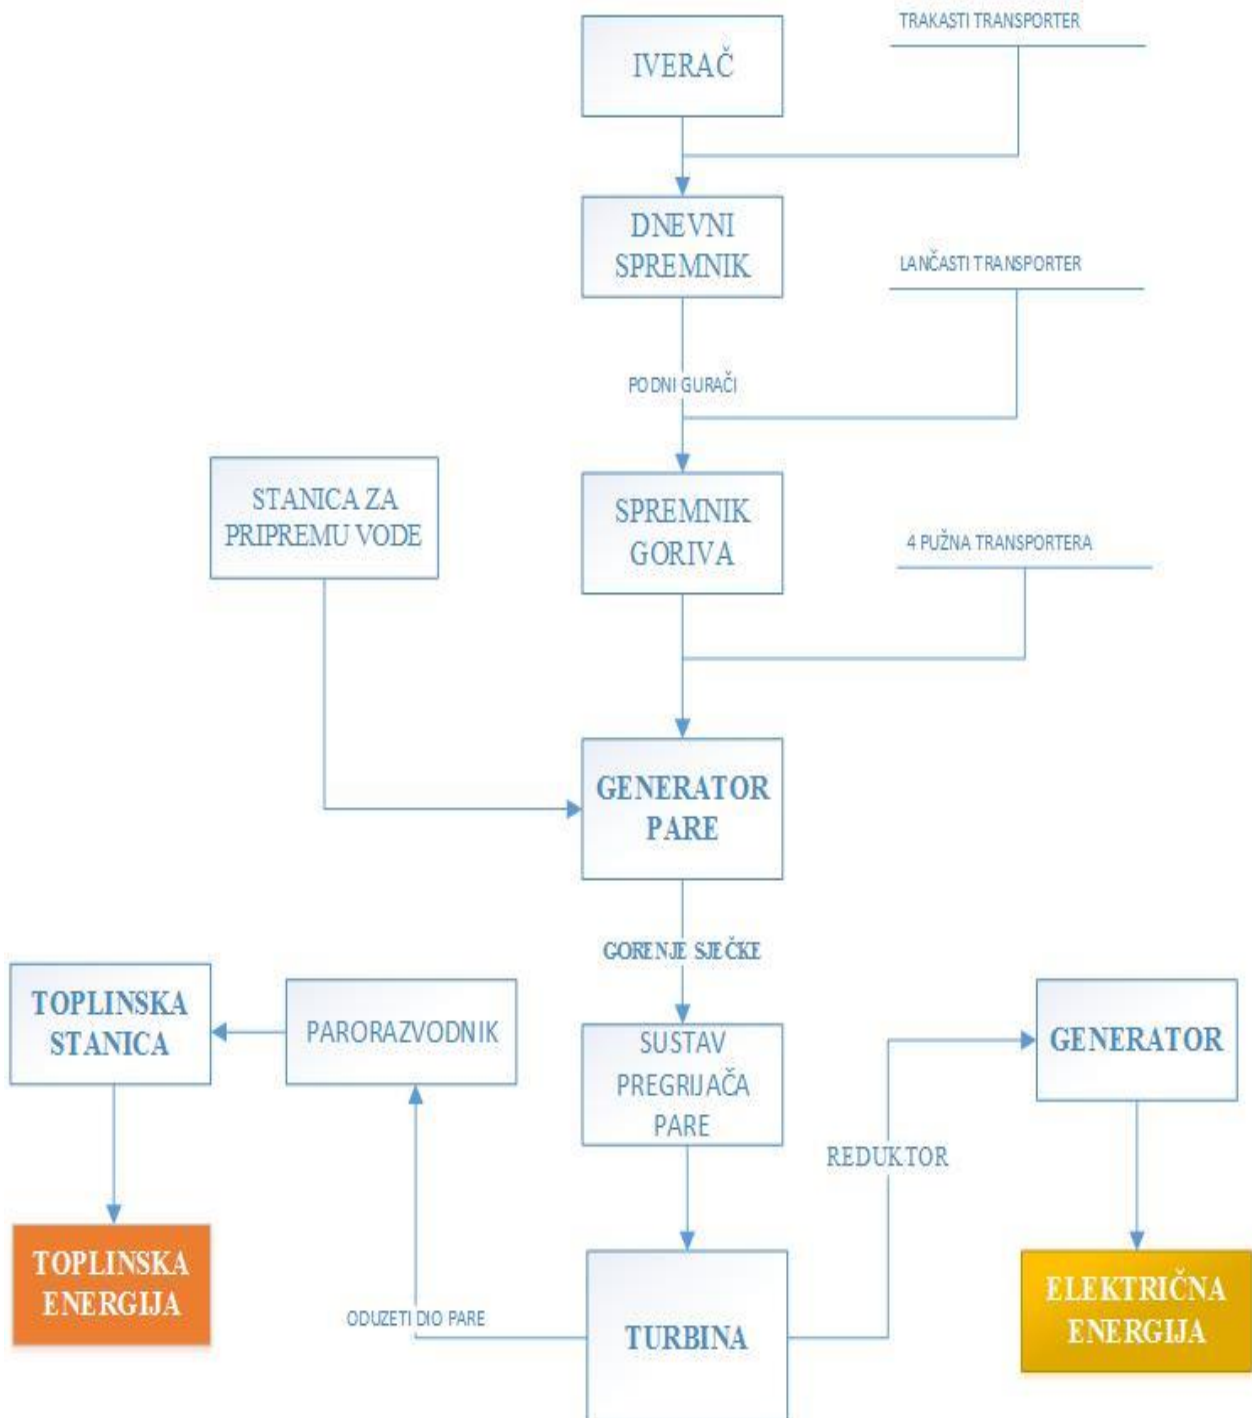 TRAKASTI TRANSPORTER
IVERAČ
DNEVNI
SPREMNIK
LANČASTI TRANSPORTER
PODNI GURAČI
STANICA ZA
PRIPREMU VODE
SPREMNIK
GORIVA
4 PUŽNA TRANSPORTERA
GENERATOR
PARE
GORENJE SJEČKE
TOPLINSKA
STANICA
PARORAZVODNIK
SUSTAV
PREGRIJAČA
PARE
GENERATOR
REDUKTOR
TOPLINSKA
ENERGIJA
ODUZETI DIO PARE
TURBINA
ELEKTRIČNA
ENERGIJA